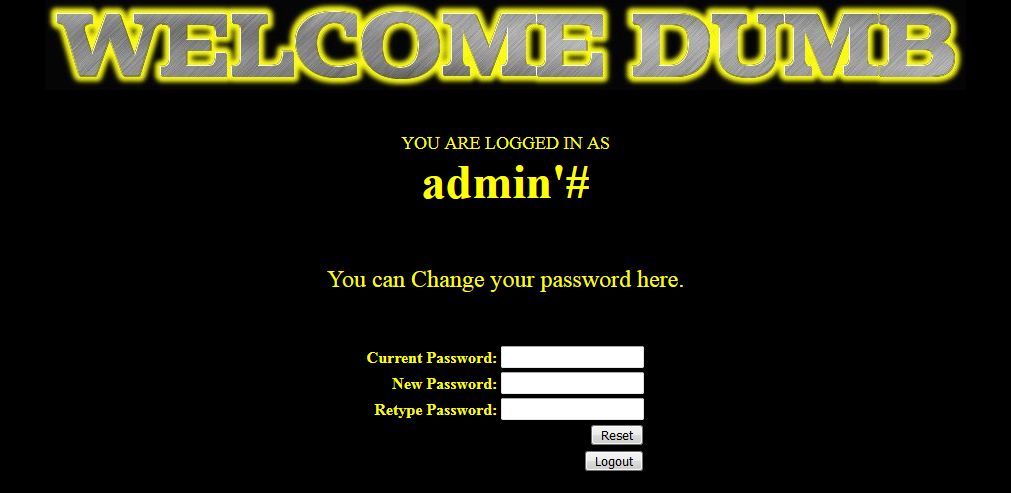 WELCOME DUMB
YOU ARE LOGGED IN AS
admin'#
You can Change your password here.
Current Password:
New Password:
Retype Password:
Reset
Logout